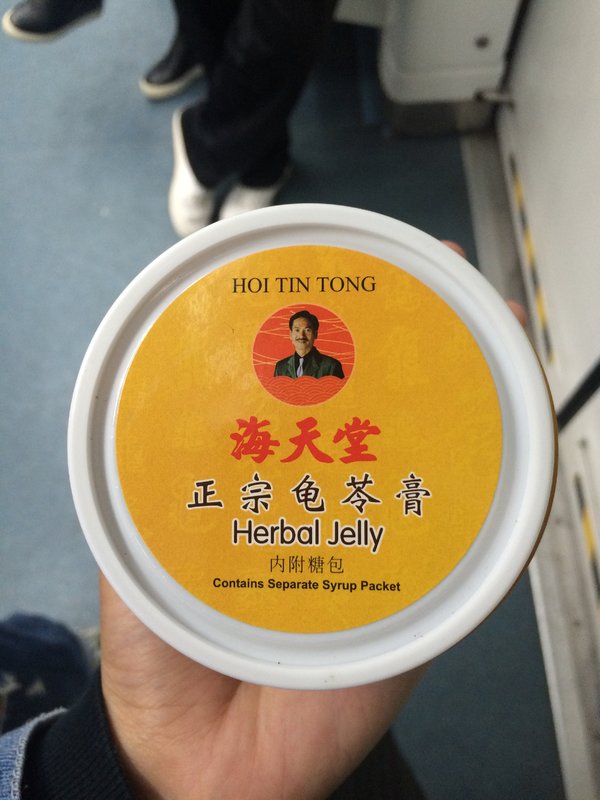 HOI TIN TONG
海天堂
正宗龟苓膏
Herbal Jelly
内附糖包
Contains Separate Syrup Packet